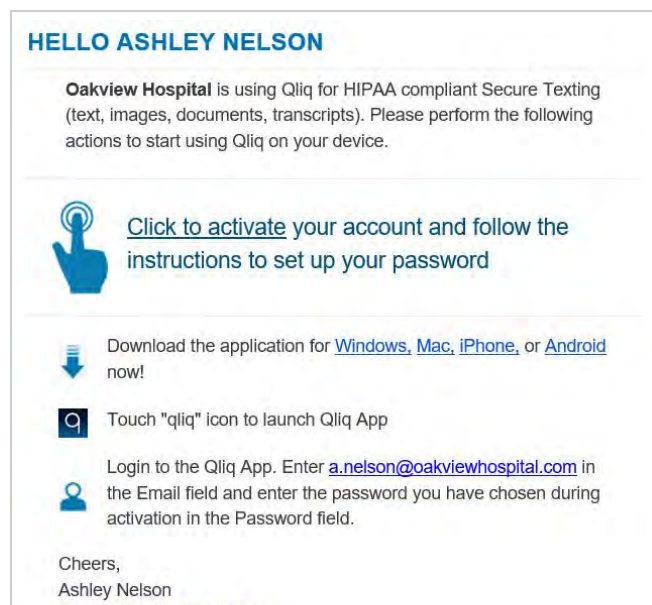 HELLO ASHLEY NELSON
Oakview Hospital is using Qliq for HIPAA compliant Secure Texting
(text, images, documents, transcripts). Please perform the following
actions to start using Qliq on your device.
Click to activate your account and follow the
instructions to set up your password
Download the application for Windows, Mac, iPhone, or Android
now!
Touch "qliq" icon to launch Qliq App
Login to the Qliq App. Enter a.nelson@oakviewhospital.com in
the Email field and enter the password you have chosen during
activation in the Password field.
Cheers,
Ashley Nelson